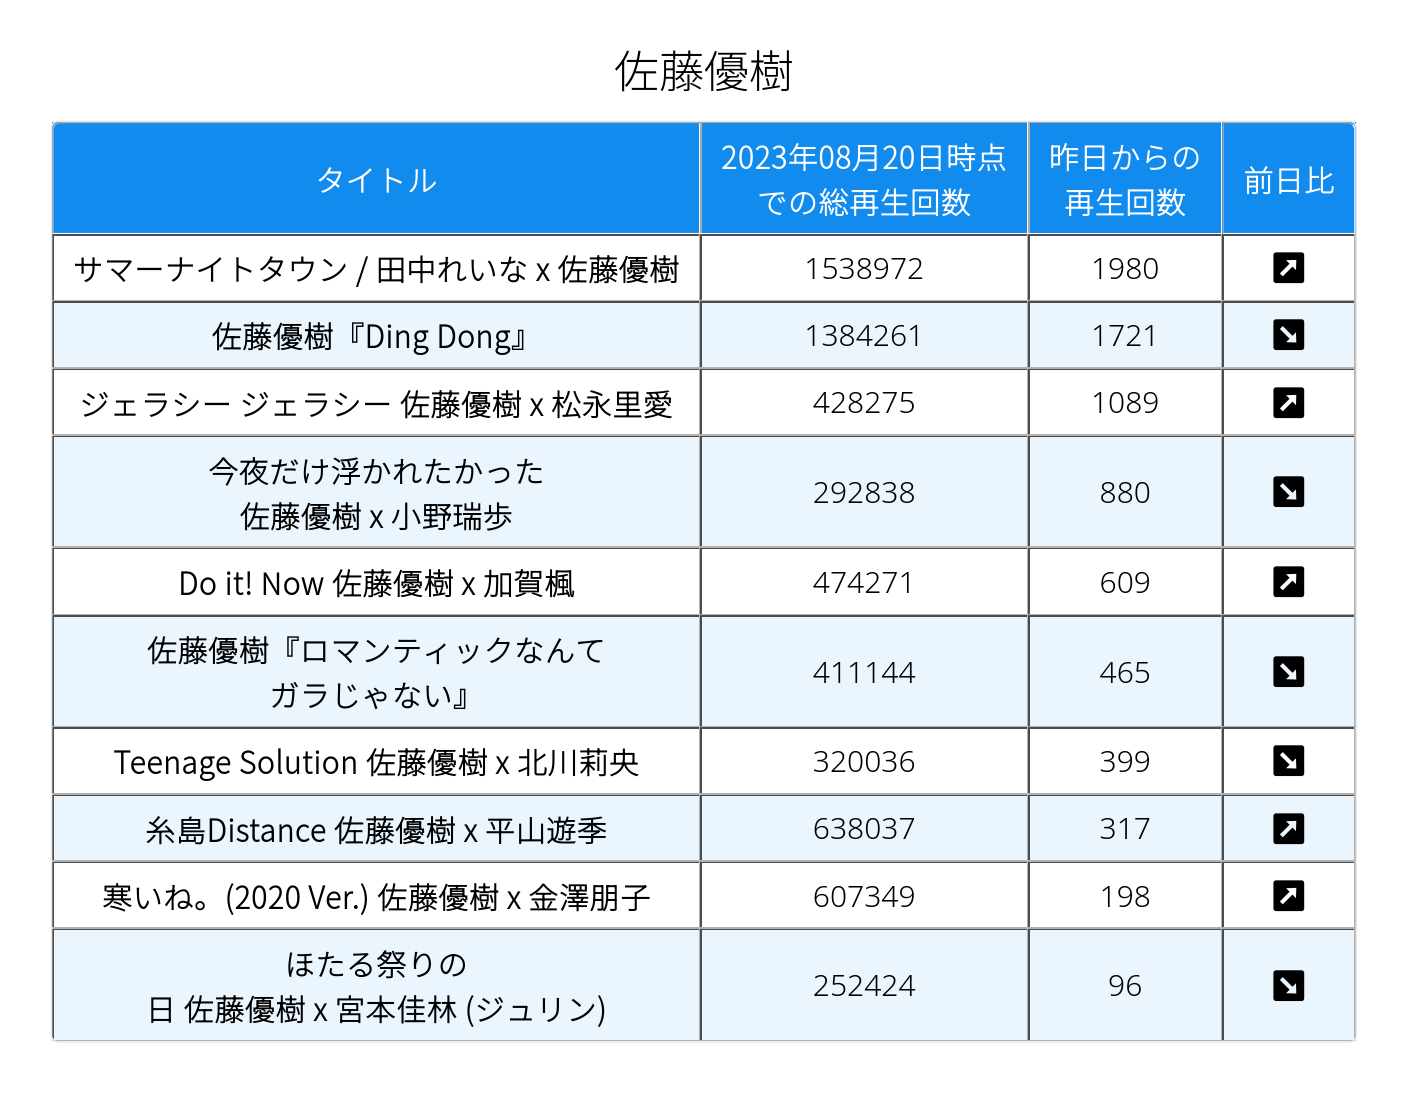 佐藤優樹
タイトル
2023年08月20日時点
での総再生回数
昨日からの
再生回数
前日比
サマーナイトタウン / 田中れいな x 佐藤優樹
1538972
1980
佐藤優樹『Ding Dong』
1384261
1721
ジェラシー ジェラシー 佐藤優樹 x 松永里愛
428275
1089
今夜だけ浮かれたかった
佐藤優樹 x 小野瑞歩
292838
880
Do it! Now 佐藤優樹 x 加賀楓
474271
609
佐藤優樹『ロマンティックなんて
ガラじゃない』
411144
465
Teenage Solution 佐藤優樹 x 北川莉央
320036
399
糸島Distance 佐藤優樹 x 平山遊季
638037
317
寒いね。(2020 Ver.) 佐藤優樹 x 金澤朋子
607349
198
ほたる祭りの
日 佐藤優樹 x 宮本佳林 (ジュリン)
252424
96